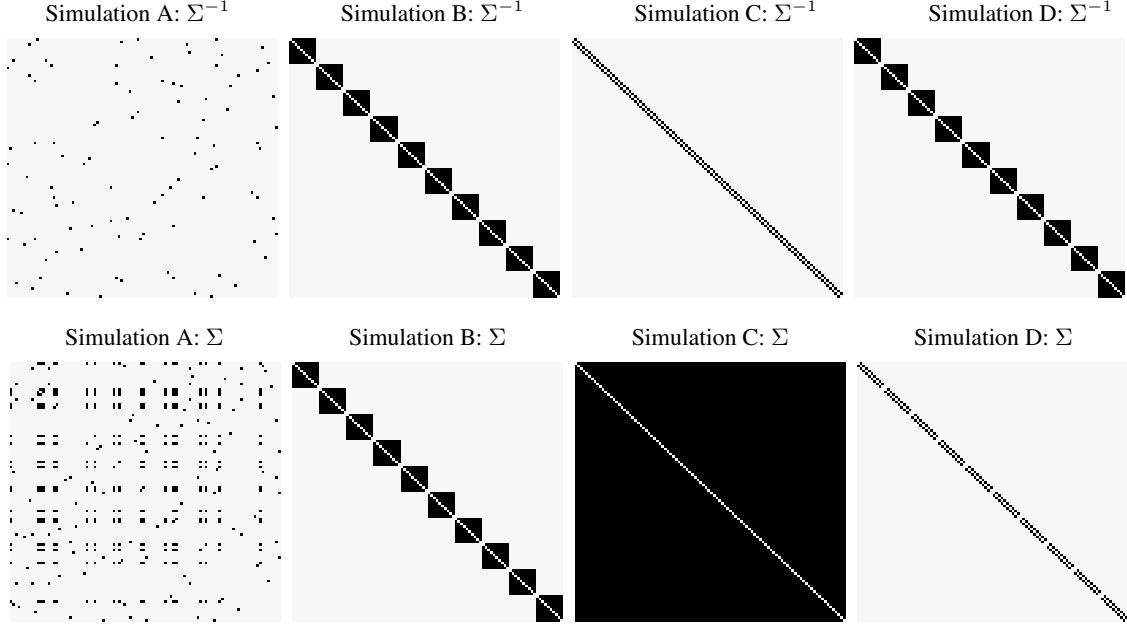 Simulation A: Σ⁻¹
Simulation B: Σ⁻¹
Simulation C: Σ⁻¹
Simulation D: Σ⁻¹
Simulation A: Σ
Simulation B: Σ
Simulation C: Σ
Simulation D: Σ